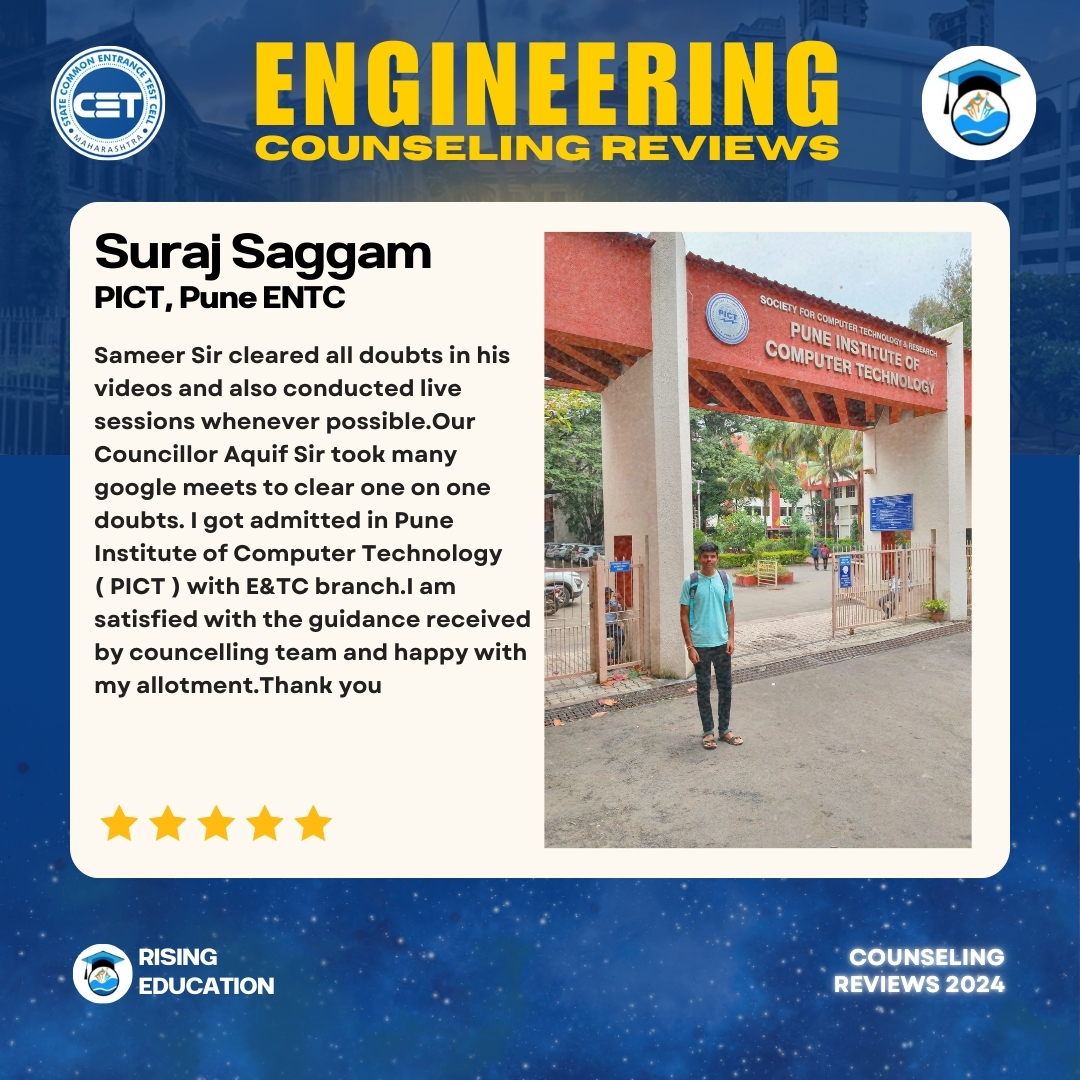 STATE COMMON ENTRANCE TEST CELL
CET
MAHARASHTRA
ENGINEERING
COUNSELING REVIEWS
Suraj Saggam
PICT, Pune ENTC
Sameer Sir cleared all doubts in his
videos and also conducted live
sessions whenever possible.Our
Councillor Aquif Sir took many
google meets to clear one on one
doubts. I got admitted in Pune
Institute of Computer Technology
( PICT ) with E&TC branch.I am
satisfied with the guidance received
by councelling team and happy with
my allotment.Thank you
PICT
SOCIETY FOR COMPUTER TECHNOLOGY & RESEARCH
PUNE INSTITUTE OF
COMPUTER TECHNOLOGY
RISING
EDUCATION
COUNSELING
REVIEWS 2024